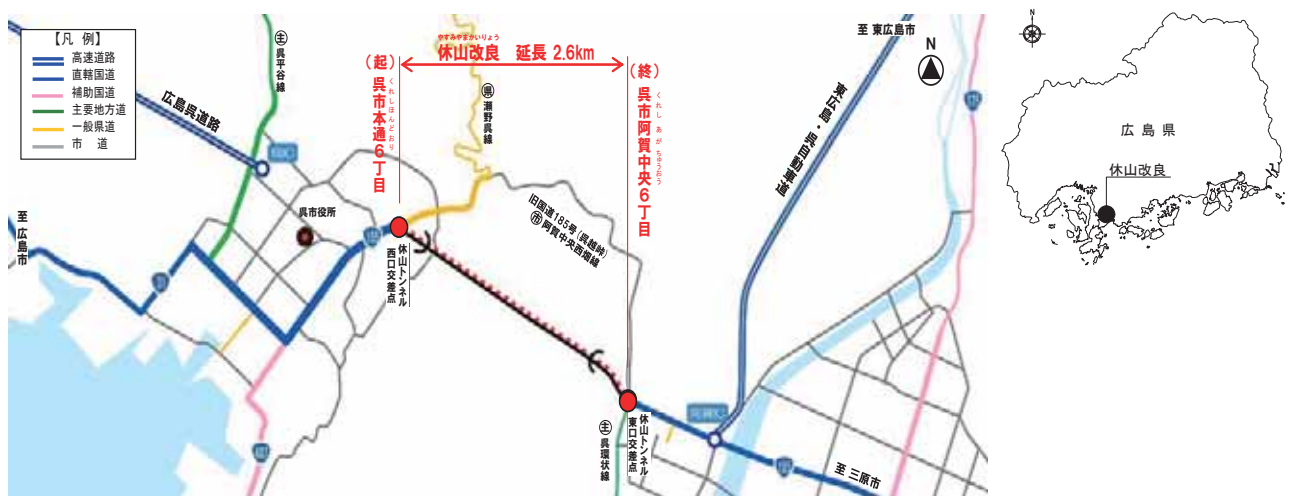 【凡 例】
高速道路
直轄国道
補助国道
主要地方道
一般県道
市 道
至 広島市
広島呉道路
主 呉平谷線
呉市役所
（起）呉市本通６丁目
くれしほんどおり
やすみやまかいりょう
休山改良 延長 2.6km
県 瀬野呉線
（終）呉市阿賀中央６丁目
くれし あが ちゅうおう
旧国道185号（呉越峠）
市 阿賀中央西畑線
休山トンネル
西口交差点
休山トンネル
東口交差点
主 呉環状線
至 東広島市
東広島・呉自動車道
N
至 三原市
N
広島県
休山改良